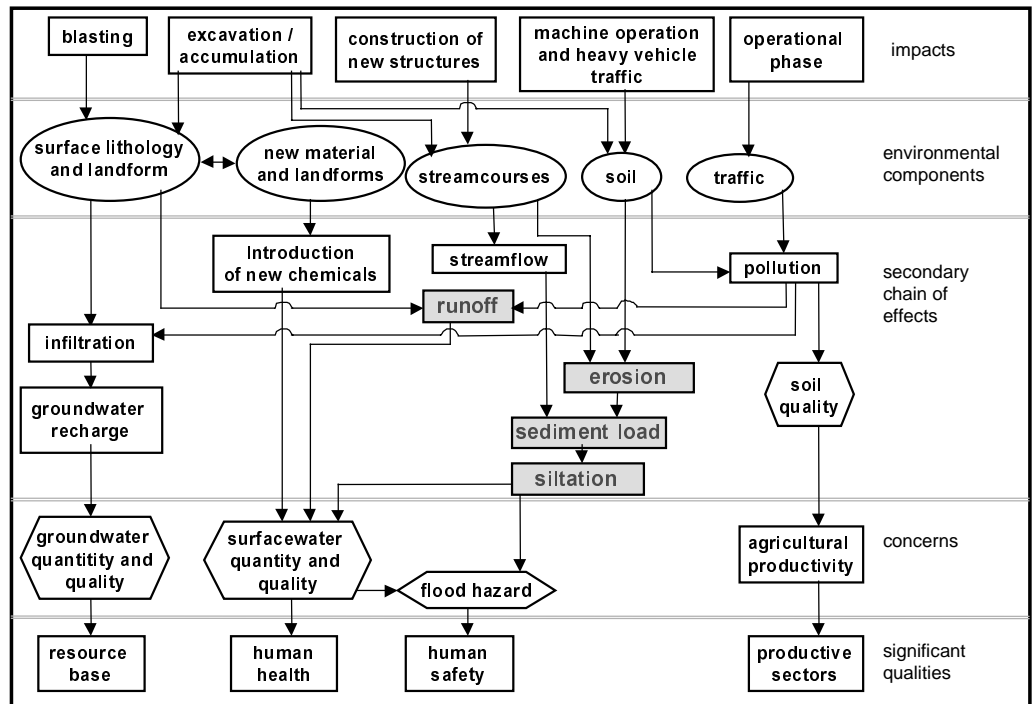 blasting
excavation /
accumulation
construction of
new structures
machine operation
and heavy vehicle
traffic
operational
phase
impacts
surface lithology
and landform
new material
and landforms
streamcourses
soil
traffic
environmental
components
Introduction
of new chemicals
streamflow
pollution
secondary
chain of
effects
runoff
infiltration
erosion
soil
quality
groundwater
recharge
sediment load
siltation
groundwater
quantitity and
quality
surfacewater
quantity and
quality
flood hazard
agricultural
productivity
concerns
resource
base
human
health
human
safety
productive
sectors
significant
qualities